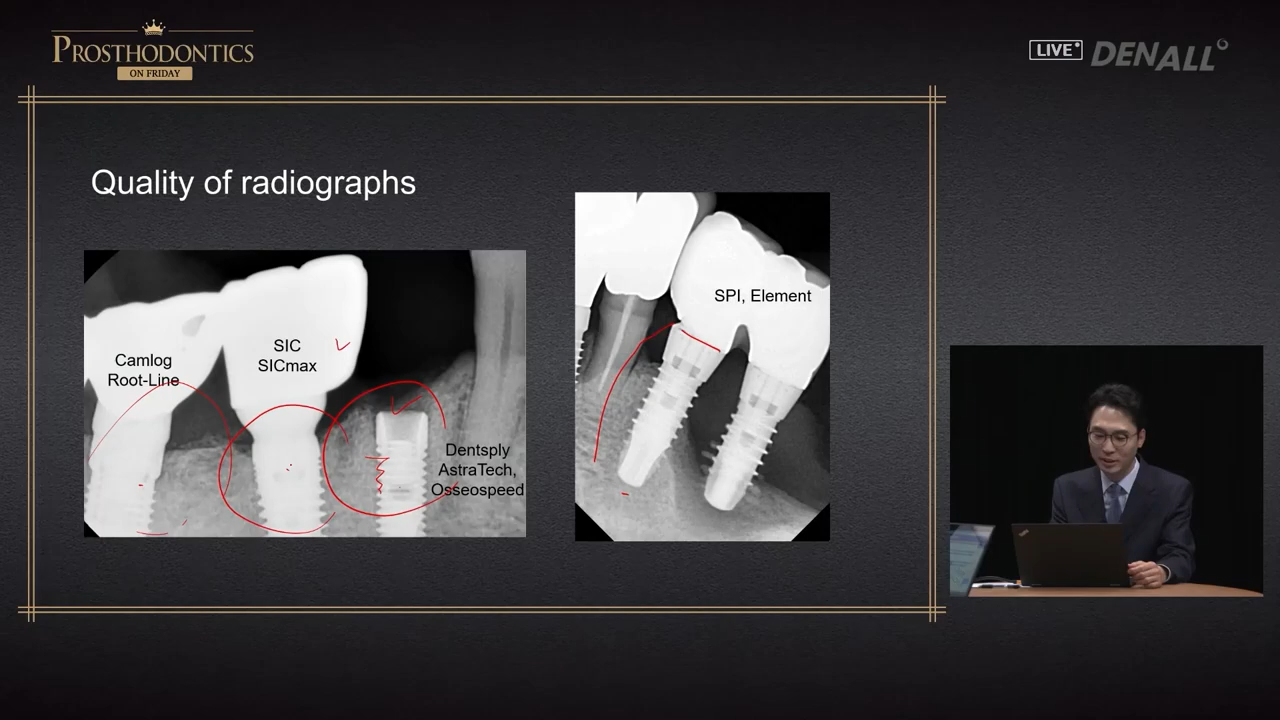 PROSTHODONTICS
ON FRIDAY
LIVE
DENALL
Quality of radiographs
Camlog
Root-Line
SIC
SICmax
Dentsply
AstraTech,
Osseospeed
SPI, Element